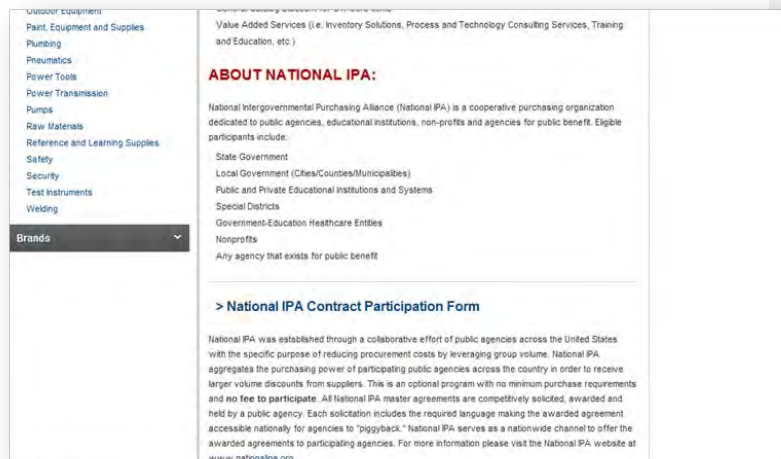 Outdoor Equipment
Paint, Equipment and Supplies
Plumbing
Pneumatics
Power Tools
Power Transmission
Pumps
Raw Materials
Reference and Learning Supplies
Safety
Security
Test Instruments
Welding
Brands
Value Added Services (i.e. Inventory Solutions, Process and Technology Consulting Services, Training
and Education, etc.)
ABOUT NATIONAL IPA:
National Intergovernmental Purchasing Alliance (National IPA) is a cooperative purchasing organization
dedicated to public agencies, educational institutions, non-profits and agencies for public benefit. Eligible
participants include:
State Government
Local Government (Cities/Counties/Municipalities)
Public and Private Educational Institutions and Systems
Special Districts
Government-Education Healthcare Entities
Nonprofits
Any agency that exists for public benefit
> National IPA Contract Participation Form
National IPA was established through a collaborative effort of public agencies across the United States
with the specific purpose of reducing procurement costs by leveraging group volume. National IPA
aggregates the purchasing power of participating public agencies across the country in order to receive
larger volume discounts from suppliers. This is an optional program with no minimum purchase requirements
and no fee to participate. All National IPA master agreements are competitively solicited, awarded and
held by a public agency. Each solicitation includes the required language making the awarded agreement
accessible nationally for agencies to "piggyback." National IPA serves as a nationwide channel to offer the
awarded agreements to participating agencies. For more information please visit the National IPA website at
www.nationalipa.org